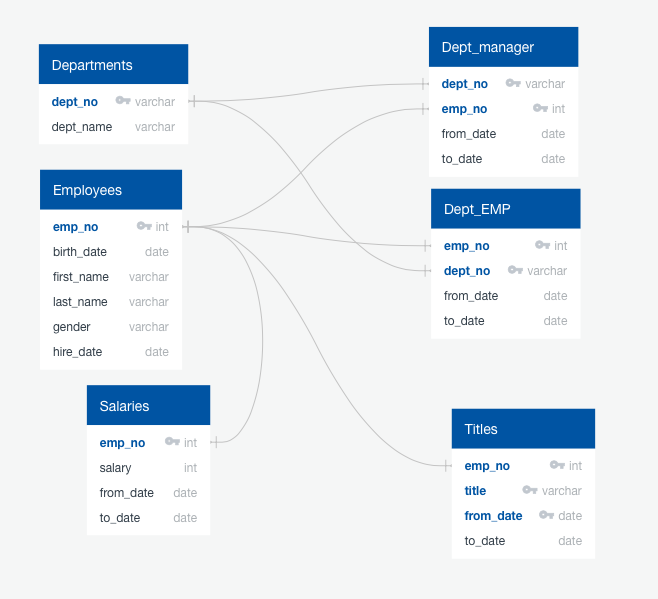 Departments
dept_no varchar
dept_name varchar
Employees
emp_no int
birth_date date
first_name varchar
last_name varchar
gender varchar
hire_date date
Salaries
emp_no int
salary int
from_date date
to_date date
Dept_manager
dept_no varchar
emp_no int
from_date date
to_date date
Dept_EMP
emp_no int
dept_no varchar
from_date date
to_date date
Titles
emp_no int
title varchar
from_date date
to_date date